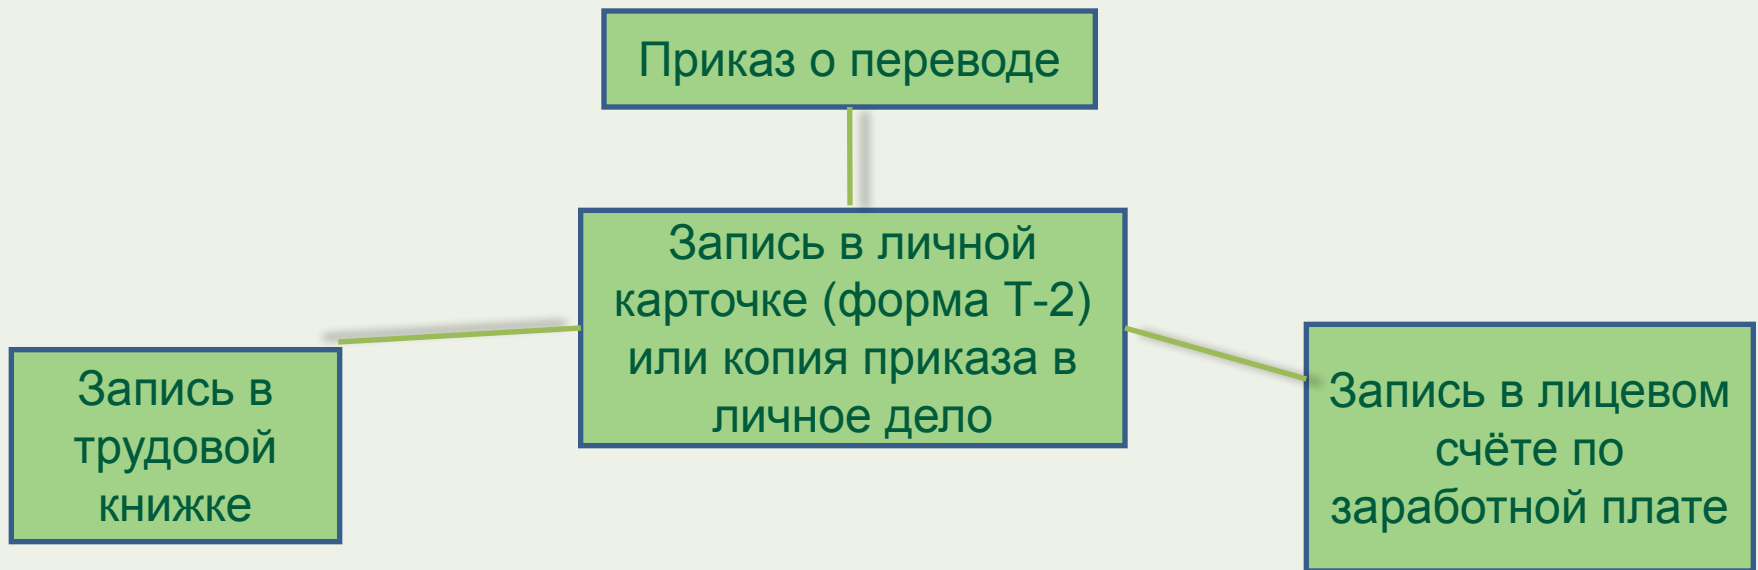 Приказ о переводе
Запись в личной
карточке (форма Т-2)
или копия приказа в
личное дело
Запись в
трудовой
книжке
Запись в лицевом
счёте по
заработной плате